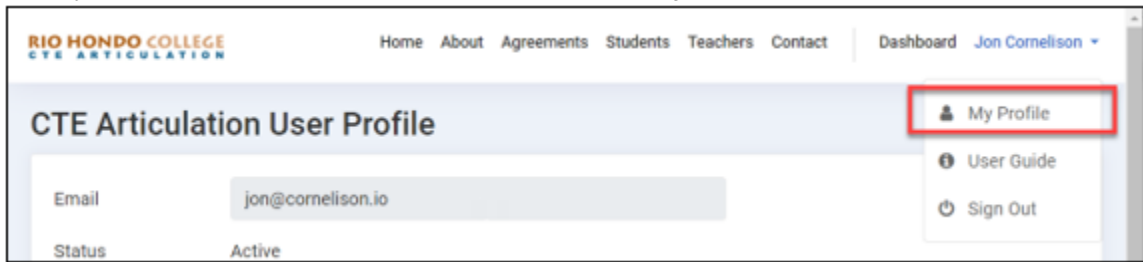 RIO HONDO COLLEGE
CTE ARTICULATION
Home About Agreements Students Teachers Contact Dashboard Jon Cornelison
My Profile
User Guide
Sign Out
CTE Articulation User Profile
Email jon@cornelison.io
Status Active